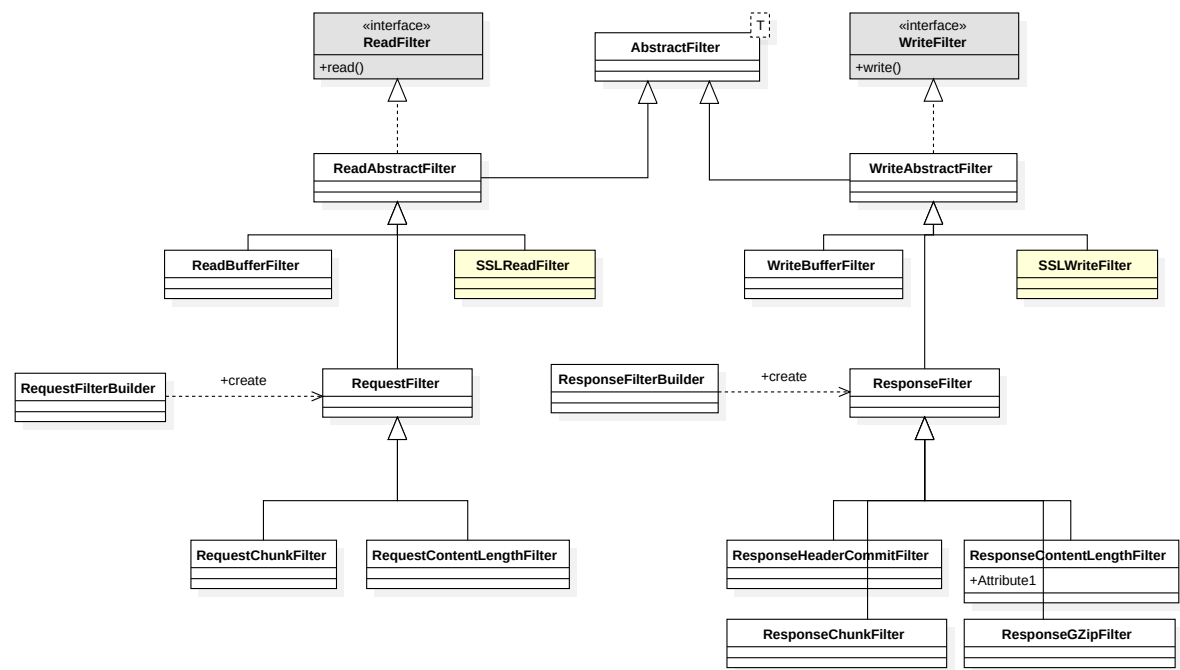 «interface»
ReadFilter
+read()
T
AbstractFilter
«interface»
WriteFilter
+write()
ReadAbstractFilter
WriteAbstractFilter
ReadBufferFilter
SSLReadFilter
WriteBufferFilter
SSLWriteFilter
RequestFilterBuilder
+create
RequestFilter
ResponseFilterBuilder
+create
ResponseFilter
RequestChunkFilter
RequestContentLengthFilter
ResponseHeaderCommitFilter
ResponseContentLengthFilter
+Attribute1
ResponseChunkFilter
ResponseGZipFilter